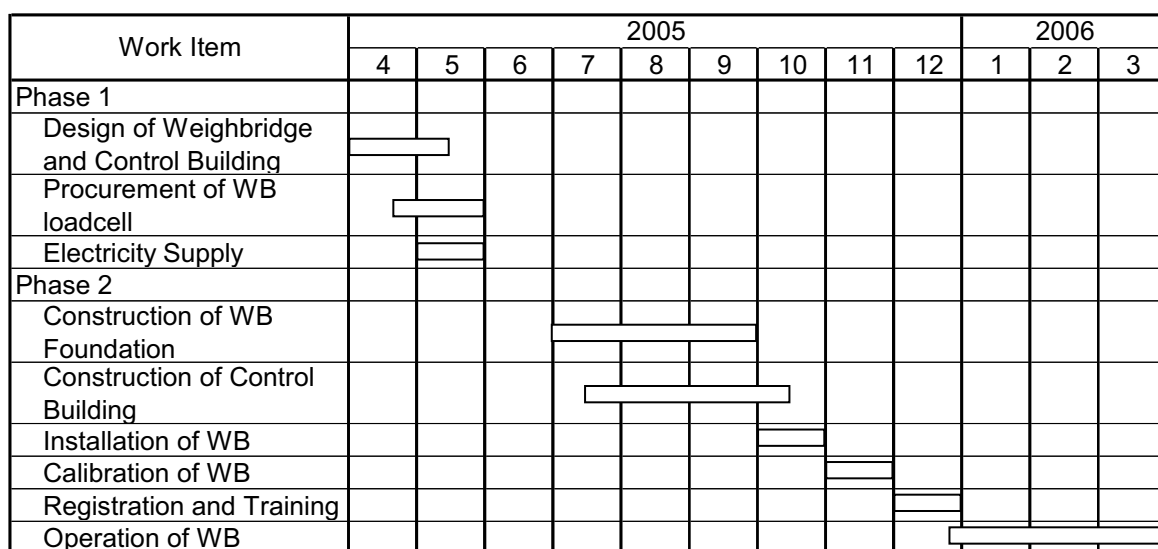 Work Item 2005 2006
4 5 6 7 8 9 10 11 12 1 2 3
Phase 1
Design of Weighbridge
and Control Building
Procurement of WB
loadcell
Electricity Supply
Phase 2
Construction of WB
Foundation
Construction of Control
Building
Installation of WB
Calibration of WB
Registration and Training
Operation of WB